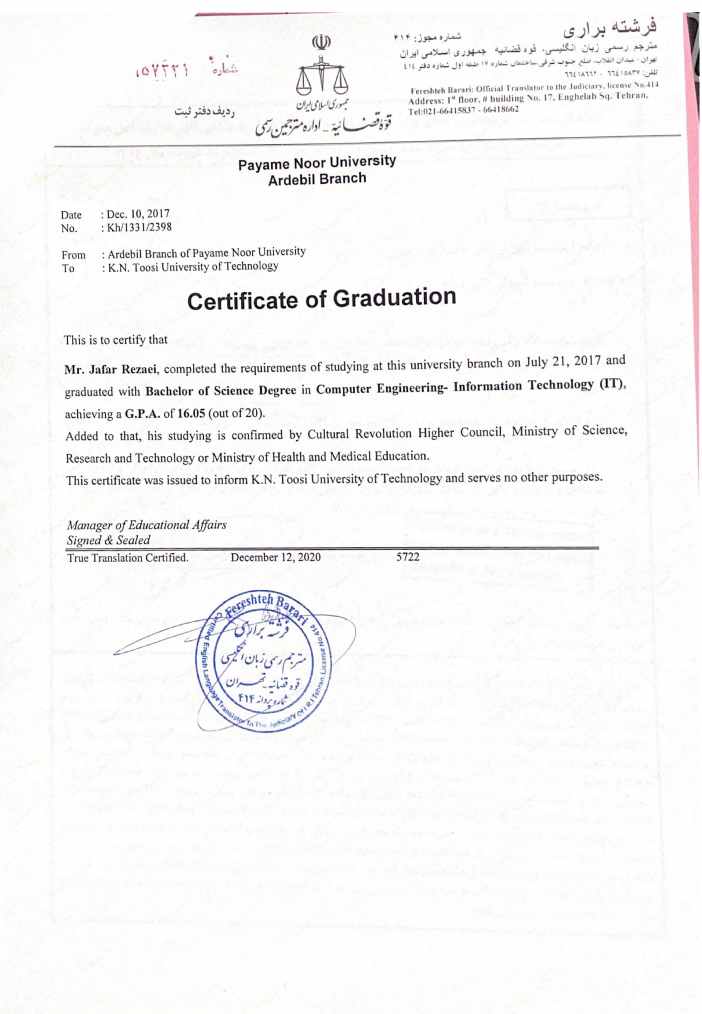 فرشته براری
شماره مجوز: ۴۱۴
مترجم رسمی زبان انگلیسی، قوه قضائیه جمهوری اسلامی ایران
تهران - میدان انقلاب، ضلع جنوب شرقی، ساختمان شماره ۱۷ طبقه اول شماره دفتر ٤١٤
تلفن: ٦٦٤١٥٨٣٧ - ٦٦٤١٨٦٦٢
Fereshteh Barari: Official Translator to the Judiciary, license No.414
Address: 1st floor, # building No. 17, Enghelab Sq. Tehran.
Tel:021-66415837 - 66418662
شماره
ردیف دفتر ثبت
جمهوری اسلامی ایران
قوه قضائیه - اداره مترجمین رسمی
Payame Noor University
Ardebil Branch
Date : Dec. 10, 2017
No. : Kh/1331/2398
From : Ardebil Branch of Payame Noor University
To : K.N. Toosi University of Technology
Certificate of Graduation
This is to certify that
Mr. Jafar Rezaei, completed the requirements of studying at this university branch on July 21, 2017 and
graduated with Bachelor of Science Degree in Computer Engineering- Information Technology (IT),
achieving a G.P.A. of 16.05 (out of 20).
Added to that, his studying is confirmed by Cultural Revolution Higher Council, Ministry of Science,
Research and Technology or Ministry of Health and Medical Education.
This certificate was issued to inform K.N. Toosi University of Technology and serves no other purposes.
Manager of Educational Affairs
Signed & Sealed
True Translation Certified. December 12, 2020 5722
Fereshteh Barari
Certified English Language Translator To The Judiciary Of I.R.I Tehran. License No 414
فرشته براری
مترجم رسمی زبان انگلیسی
قوه قضائیه - تهران
شماره پروانه ۴۱۴